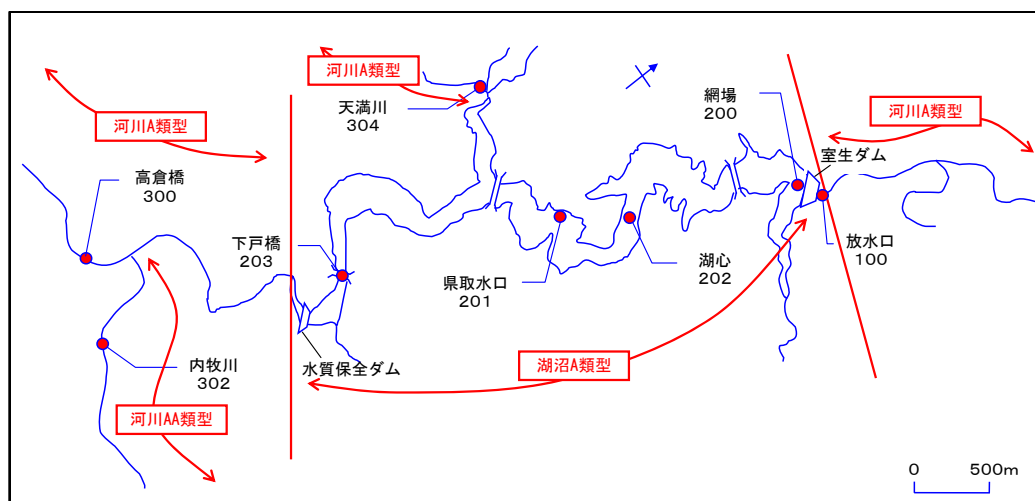 河川A類型
天満川
304
河川A類型
網場
200
河川A類型
室生ダム
高倉橋
300
下戸橋
203
県取水口
201
湖心
202
放水口
100
内牧川
302
水質保全ダム
湖沼A類型
河川AA類型
0 500m